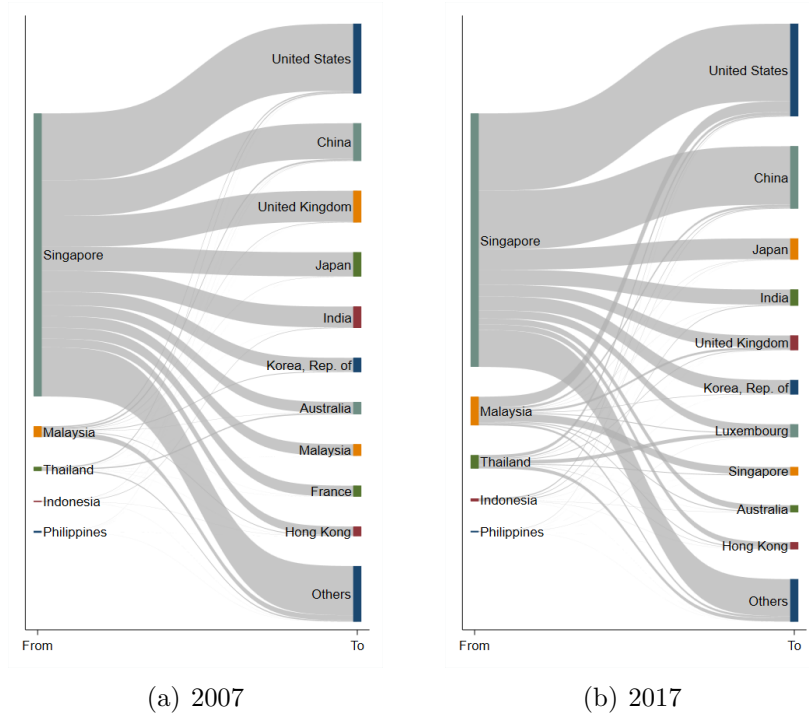 United States
China
United Kingdom
Singapore
Japan
India
Korea, Rep. of
Australia
Malaysia
Malaysia
Thailand
France
Indonesia
Hong Kong
Philippines
Others
From
To
(a) 2007
United States
China
Singapore
Japan
India
United Kingdom
Korea, Rep. of
Malaysia
Luxembourg
Thailand
Singapore
Indonesia
Australia
Philippines
Hong Kong
Others
From
To
(b) 2017